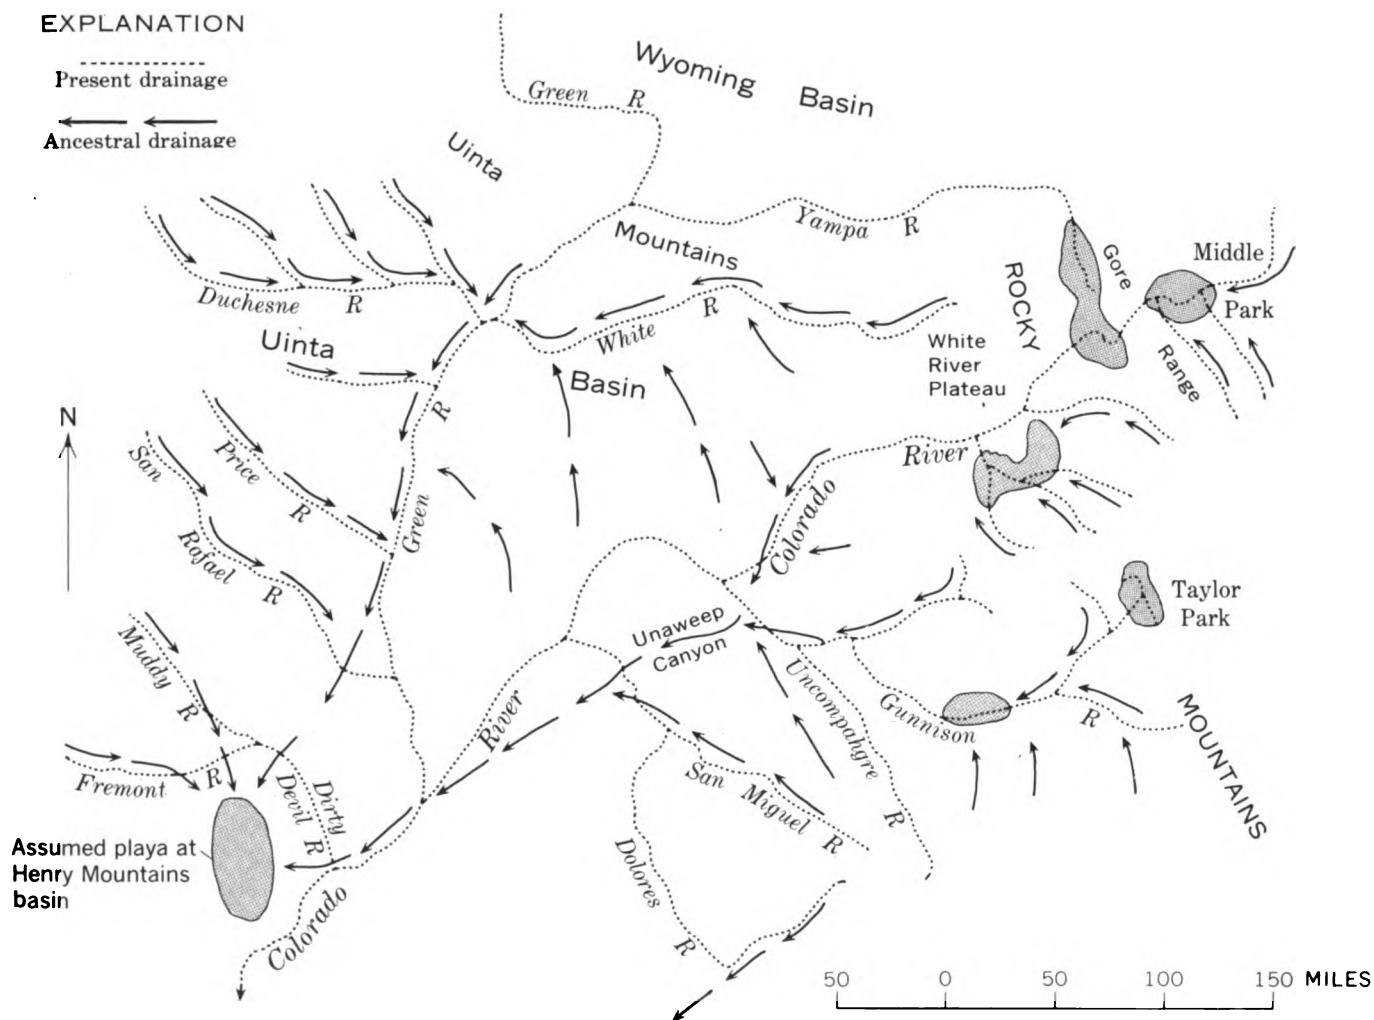 EXPLANATION
Present drainage
Ancestral drainage
Wyoming Basin
Green R
Uinta
Mountains
Yampa R
ROCKY
Gore
Range
Middle
Park
Duchesne R
Uinta
Basin
White R
White
River
Plateau
N
San
Rafael
R
Price
R
Green
R
Colorado
River
Taylor
Park
Muddy
R
Unaweep
Canyon
Uncompahgre
R
Gunnison
R
MOUNTAINS
Fremont R
Dirty
Devil R
River
San Miguel R
Dolores
R
Assumed playa at
Henry Mountains
basin
Colorado
50 0 50 100 150 MILES